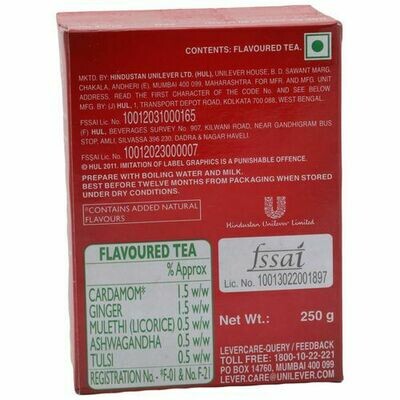 CONTENTS: FLAVOURED TEA.
MKTD. BY: HINDUSTAN UNILEVER LTD. (HUL), UNILEVER HOUSE, B. D. SAWANT MARG,
CHAKALA, ANDHERI (E), MUMBAI 400 099, MAHARASHTRA. FOR MFR. AND MFG. UNIT
ADDRESS, READ THE FIRST CHARACTER OF THE CODE No. AND SEE BELOW
MFG. BY: (J) HUL, 1, TRANSPORT DEPOT ROAD, KOLKATA 700 088, WEST BENGAL.
FSSAI Lic. No. 10012031000165
(F) HUL, BEVERAGES SURVEY No. 907, KILWANI ROAD, NEAR GANDHIGRAM BUS
STOP, AMLI, SILVASSA 396 230, DADRA & NAGAR HAVELI.
FSSAI Lic. No. 10012023000007
© HUL 2011. IMITATION OF LABEL GRAPHICS IS A PUNISHABLE OFFENCE.
PREPARE WITH BOILING WATER AND MILK.
BEST BEFORE TWELVE MONTHS FROM PACKAGING WHEN STORED
UNDER DRY CONDITIONS.
*CONTAINS ADDED NATURAL
FLAVOURS
Hindustan Unilever Limited
FLAVOURED TEA
% Approx
CARDAMOM* 1.5 w/w
GINGER 1.5 w/w
MULETHI (LICORICE) 0.5 w/w
ASHWAGANDHA 0.5 w/w
TULSI 0.5 w/w
REGISTRATION No. - *F-01 & No. F-21
fssai
Lic. No. 10013022001897
Net Wt.: 250 g
LEVERCARE-QUERY / FEEDBACK
TOLL FREE: 1800-10-22-221
PO BOX 14760, MUMBAI 400 099
LEVER.CARE@UNILEVER.COM